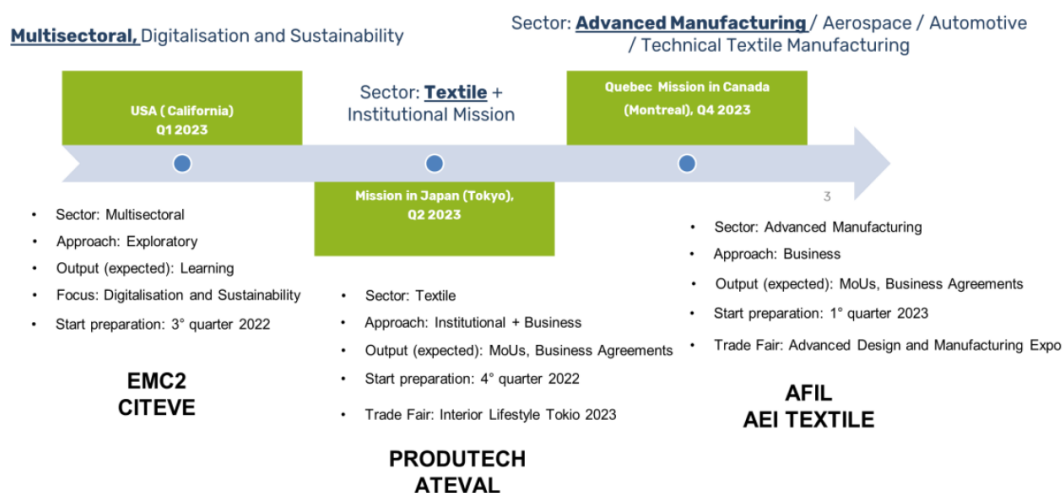 Multisectoral, Digitalisation and Sustainability
Sector: Advanced Manufacturing / Aerospace / Automotive
/ Technical Textile Manufacturing
USA ( California)
Q1 2023
Sector: Textile +
Institutional Mission
Quebec Mission in Canada
(Montreal), Q4 2023
Mission in Japan (Tokyo),
Q2 2023
3
• Sector: Multisectoral
• Approach: Exploratory
• Output (expected): Learning
• Focus: Digitalisation and Sustainability
• Start preparation: 3° quarter 2022
EMC2
CITEVE
• Sector: Textile
• Approach: Institutional + Business
• Output (expected): MoUs, Business Agreements
• Start preparation: 4° quarter 2022
• Trade Fair: Interior Lifestyle Tokio 2023
PRODUTECH
ATEVAL
• Sector: Advanced Manufacturing
• Approach: Business
• Output (expected): MoUs, Business Agreements
• Start preparation: 1° quarter 2023
• Trade Fair: Advanced Design and Manufacturing Expo
AFIL
AEI TEXTILE